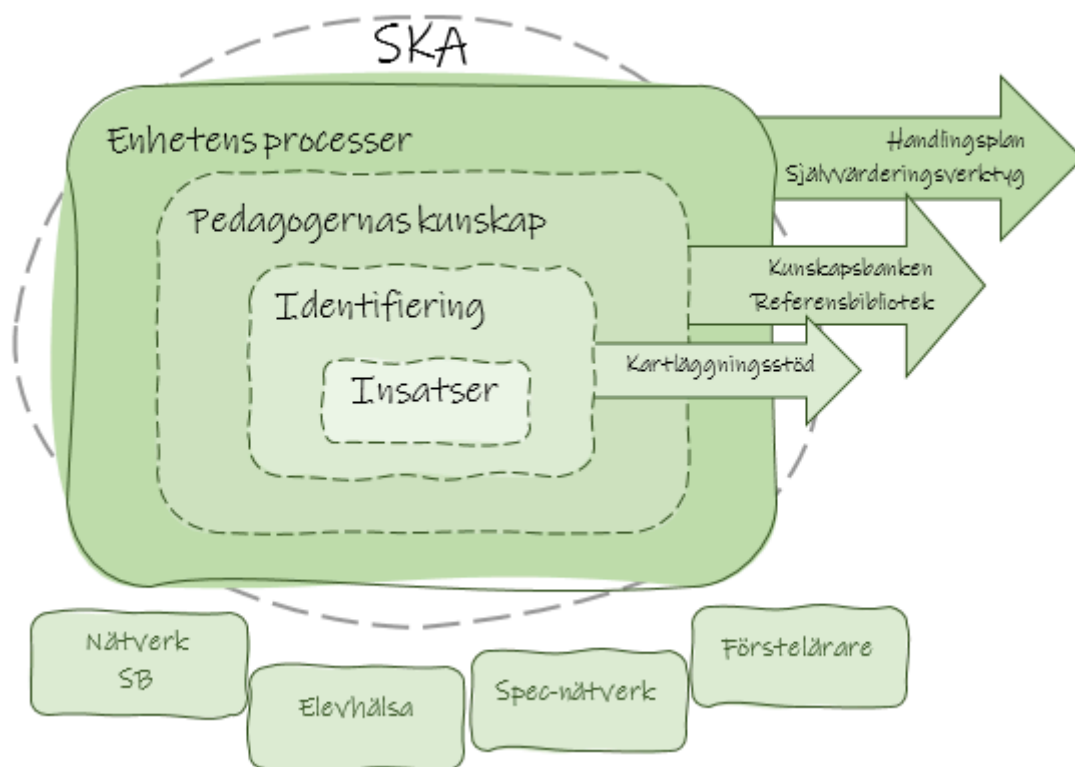 SKA
Enhetens processer
Handlingsplan
Självvärderingsverktyg
Pedagogernas kunskap
Kunskapsbanken
Referensbibliotek
Identifiering
Kartläggningsstöd
Insatser
Nätverk
SB
Elevhälsa
Spec-nätverk
Förstelärare